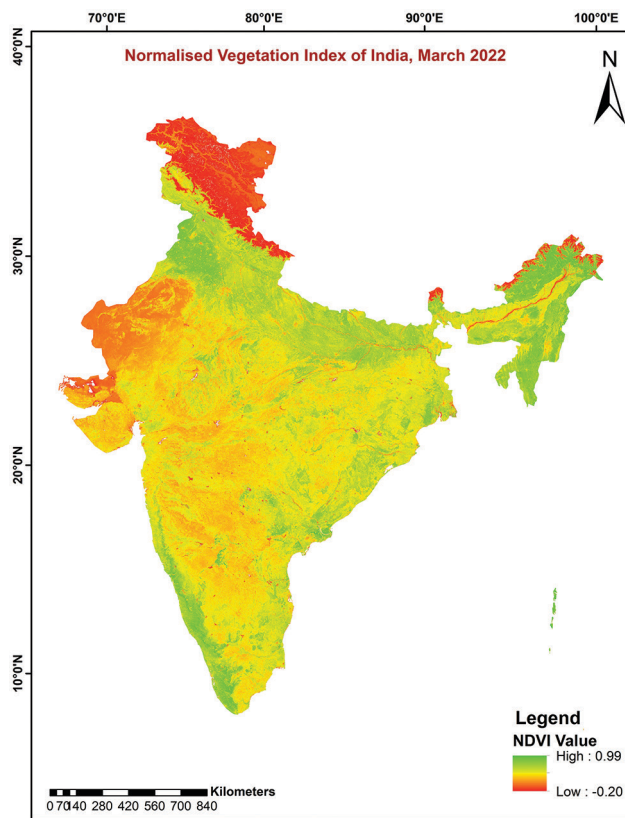 70°0'E 80°0'E 90°0'E 100°0'E
40°0'N
Normalised Vegetation Index of India, March 2022
N
30°0'N
20°0'N
10°0'N
Legend
NDVI Value
High : 0.99
Low : -0.20
Kilometers
0 70140 280 420 560 700 840